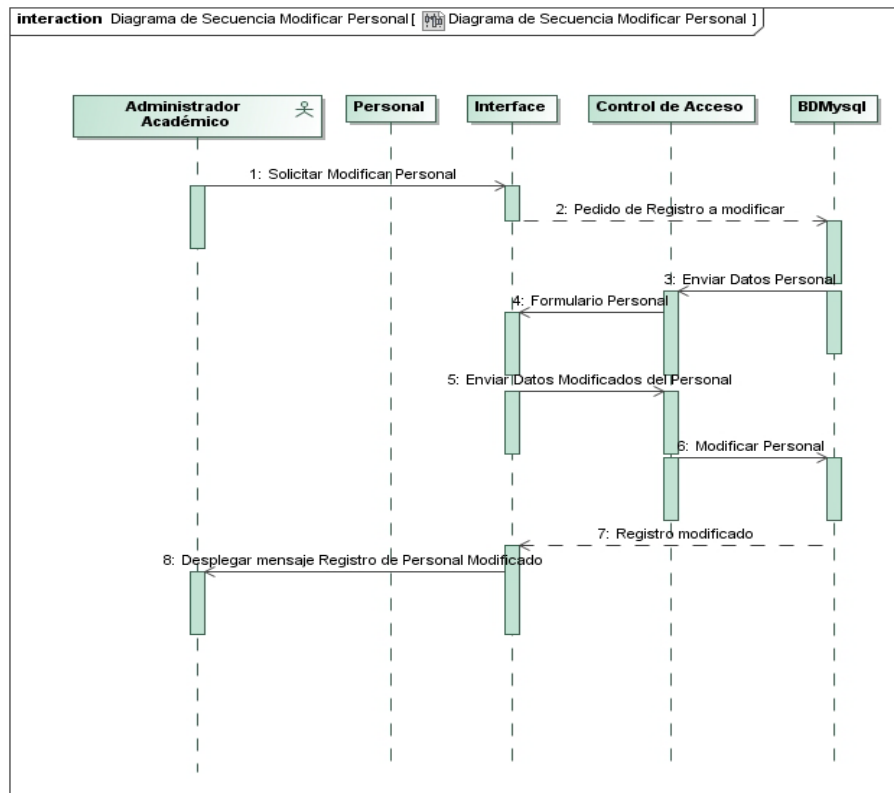 interaction Diagrama de Secuencia Modificar Personal[ Diagrama de Secuencia Modificar Personal ]
Administrador
Académico
Personal
Interface
Control de Acceso
BDMysql
1: Solicitar Modificar Personal
2: Pedido de Registro a modificar
3: Enviar Datos Personal
4: Formulario Personal
5: Enviar Datos Modificados del Personal
6: Modificar Personal
7: Registro modificado
8: Desplegar mensaje Registro de Personal Modificado